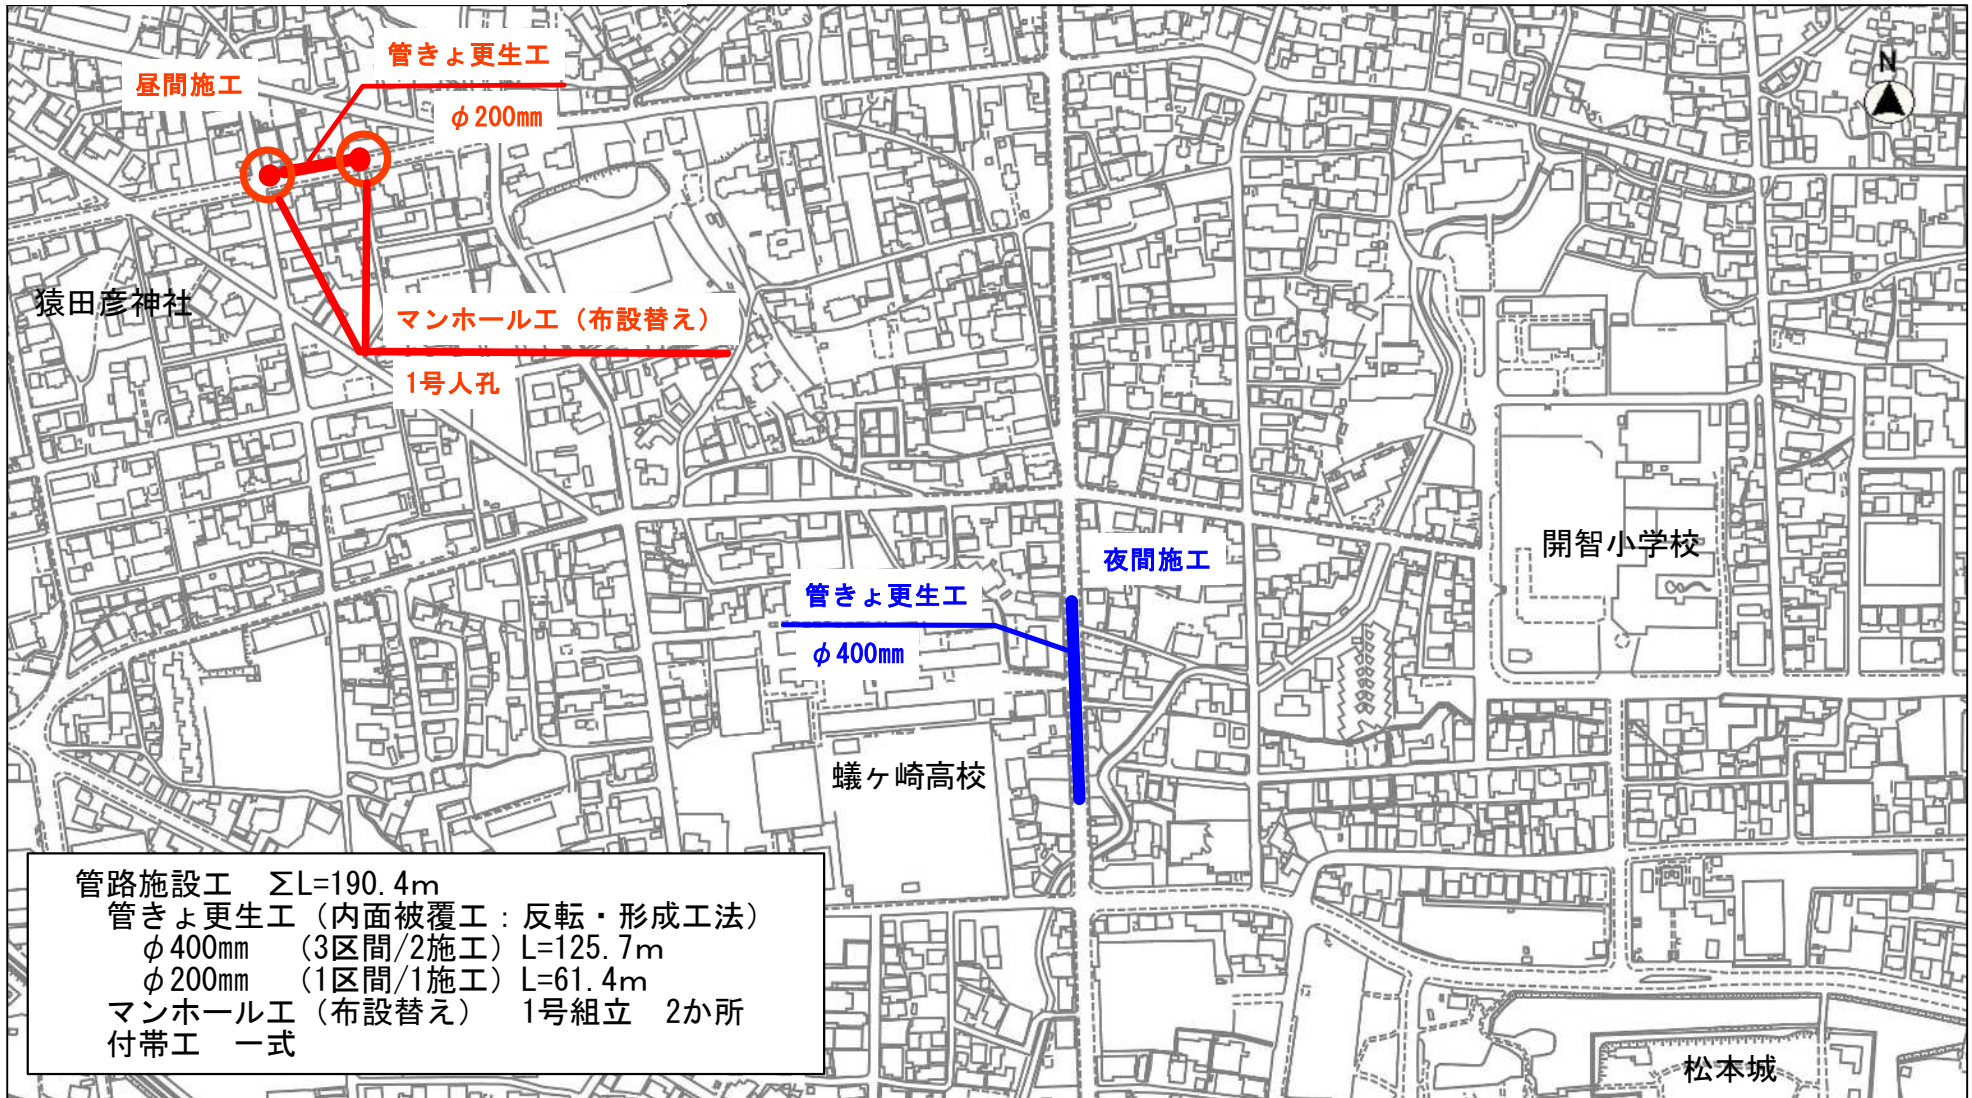 管きょ更生工
昼間施工
φ200㎜
N
猿田彦神社
マンホール工（布設替え）
1号人孔
開智小学校
夜間施工
管きょ更生工
φ400㎜
蟻ヶ崎高校
管路施設工　ΣL=190.4ｍ
管きょ更生工（内面被覆工：反転・形成工法）
φ400㎜　（3区間/2施工）L=125.7ｍ
φ200㎜　（1区間/1施工）L=61.4ｍ
マンホール工（布設替え）　1号組立　2か所
付帯工　一式
松本城